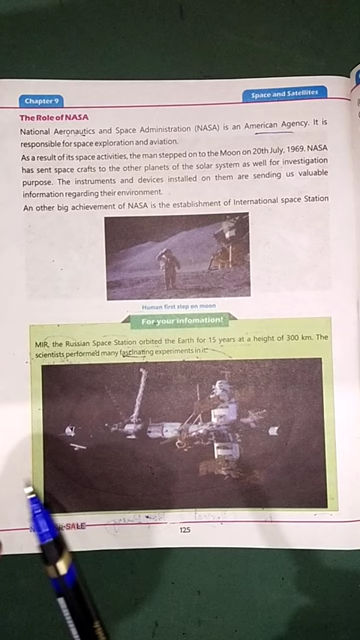 Chapter 9
Space and Satellites
The Role of NASA
National Aeronautics and Space Administration (NASA) is an American Agency. It is
responsible for space exploration and aviation.
As a result of its space activities, the man stepped on to the Moon on 20th July, 1969. NASA
has sent space crafts to the other planets of the solar system as well for investigation
purpose. The instruments and devices installed on them are sending us valuable
information regarding their environment.
An other big achievement of NASA is the establishment of International space Station
Human first step on moon
For your Infomation!
MIR, the Russian Space Station orbited the Earth for 15 years at a height of 300 km. The
scientists performed many fascinating experiments in it.
SALE
125